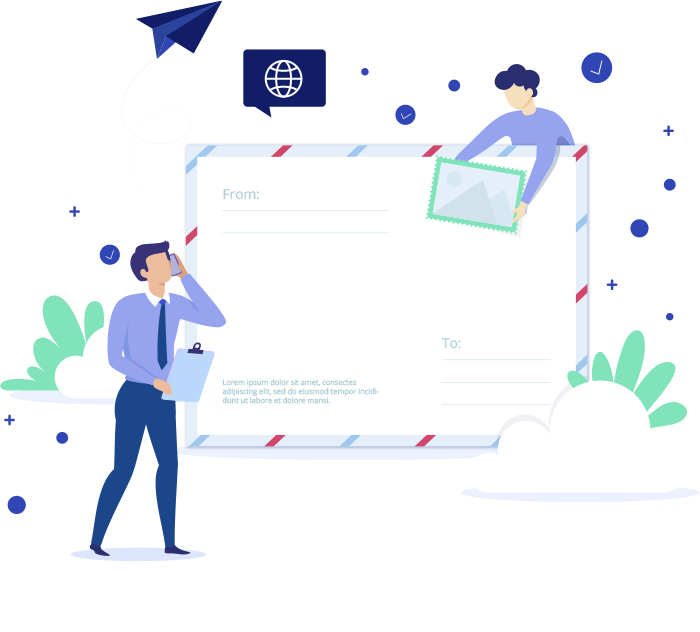 From:
To:
Lorem ipsum dolor sit amet, consectes
adipiscing elit, sed do eiusmod tempor incidi-
dunt ut labore et dolore mansi.